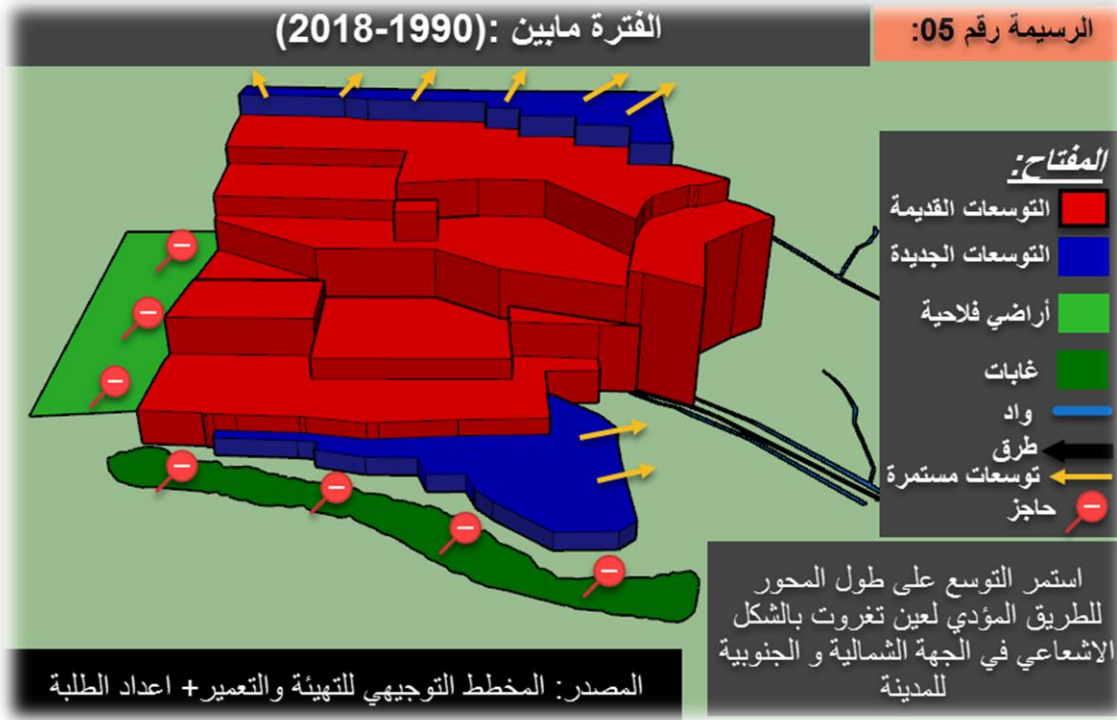 الرسيمة رقم 05:
الفترة مابين :(1990-2018)
المفتاح:
التوسعات القديمة
التوسعات الجديدة
أراضي فلاحية
غابات
واد
طرق
توسعات مستمرة
حاجز
استمر التوسع على طول المحور
للطريق المؤدي لعين تغروت بالشكل
الاشعاعي في الجهة الشمالية و الجنوبية
للمدينة
المصدر: المخطط التوجيهي للتهيئة والتعمير+ اعداد الطلبة